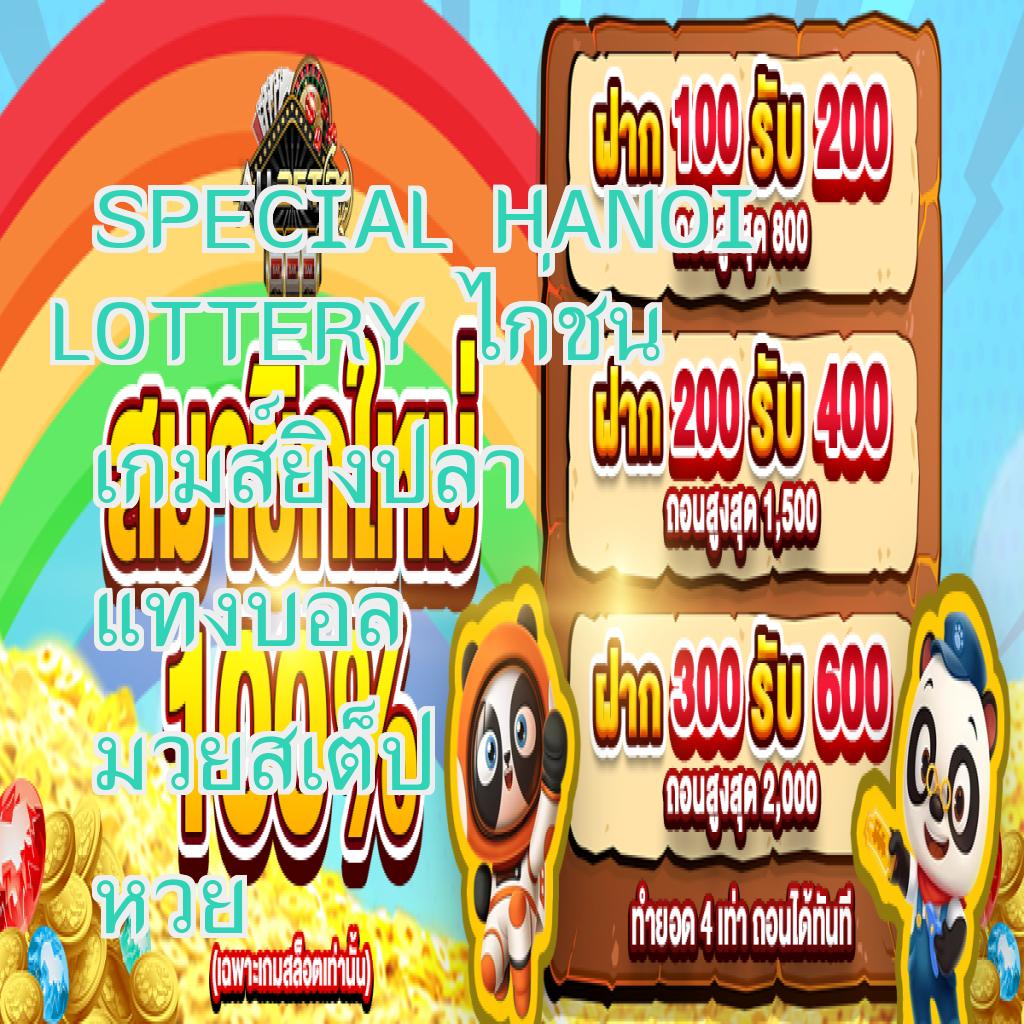 SPECIAL HANOI
LOTTERY ไก่ชน
เกมส์ยิงปลา
แทงบอล
มวยสเต็ป
หวย
สมาชิกใหม่
100%
(เฉพาะเกมสล็อตเท่านั้น)
ฝาก 100 รับ 200
ถอนสูงสุด 800
ฝาก 200 รับ 400
ถอนสูงสุด 1,500
ฝาก 300 รับ 600
ถอนสูงสุด 2,000
ทำยอด 4 เท่า ถอนได้ทันที